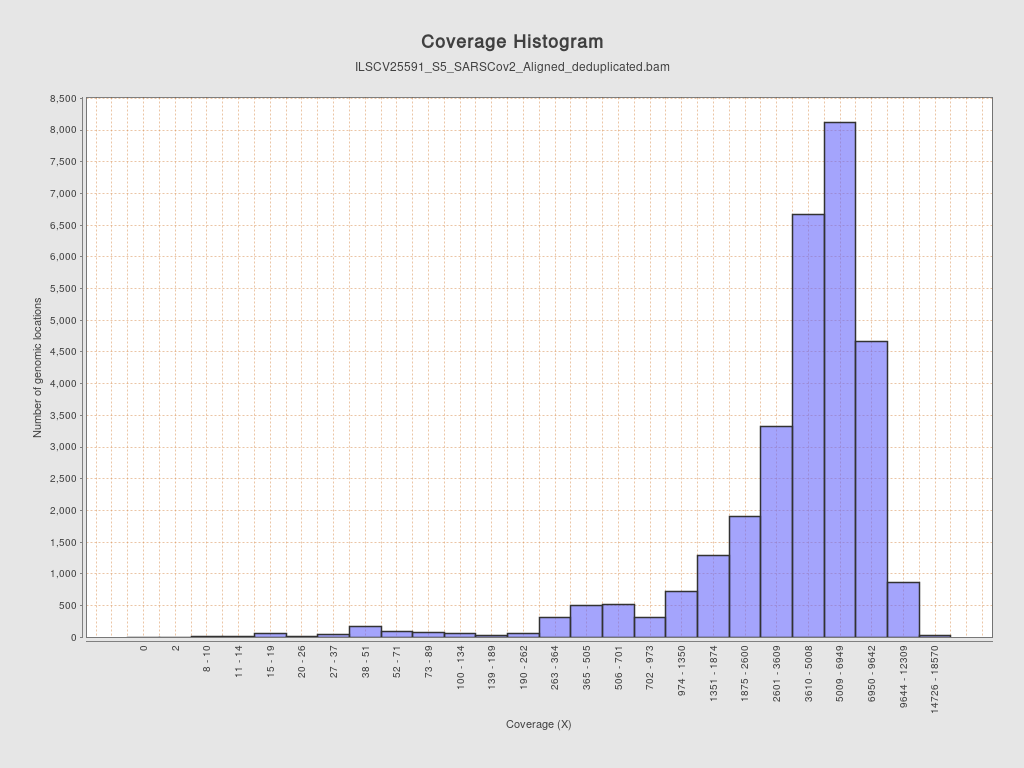 Coverage Histogram
ILSCV25591_S5_SARSCov2_Aligned_deduplicated.bam
Number of genomic locations
8,500
8,000
7,500
7,000
6,500
6,000
5,500
5,000
4,500
4,000
3,500
3,000
2,500
2,000
1,500
1,000
500
0
0
2
8 - 10
11 - 14
15 - 19
20 - 26
27 - 37
38 - 51
52 - 71
73 - 89
100 - 134
139 - 189
190 - 262
263 - 364
365 - 505
506 - 701
702 - 973
974 - 1350
1351 - 1874
1875 - 2600
2601 - 3609
3610 - 5008
5009 - 6949
6950 - 9642
9644 - 12309
14726 - 18570
Coverage (X)